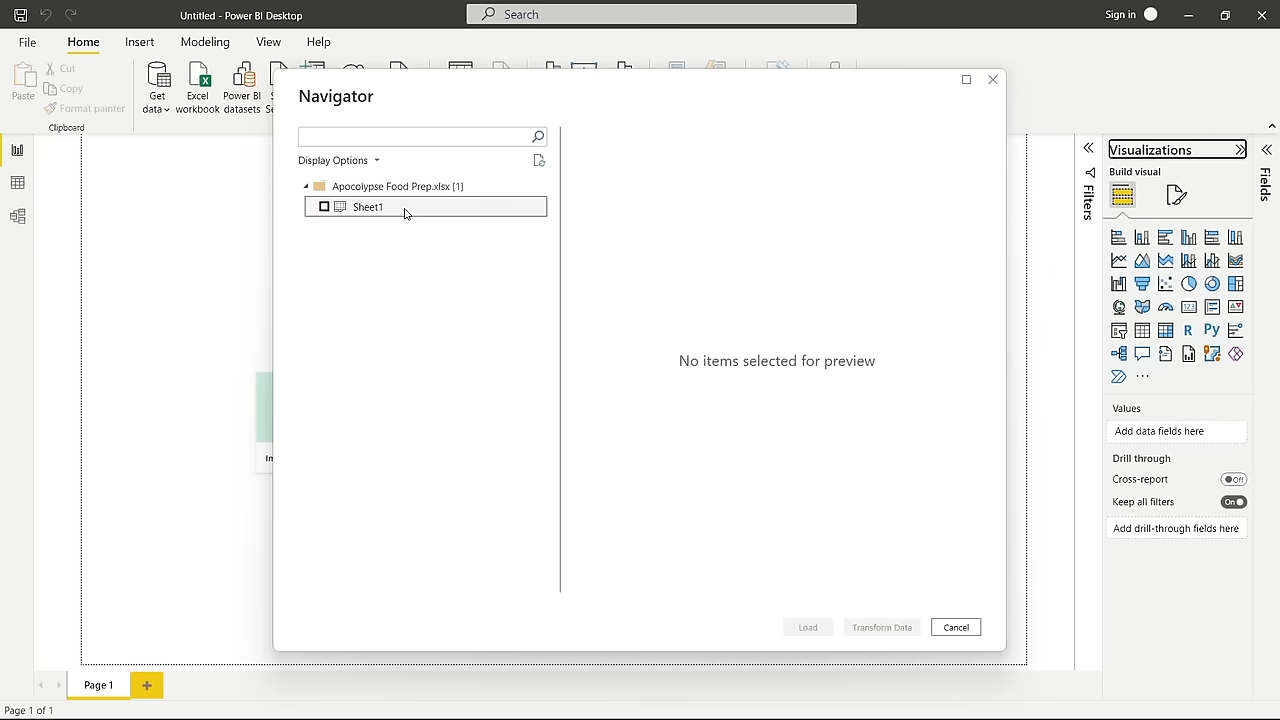 Untitled - Power BI Desktop
Search
Sign in
File
Home
Insert
Modeling
View
Help
Paste
Cut
Copy
Format painter
Clipboard
Get data
Excel workbook
Power BI datasets
Navigator
Display Options
Apocolypse Food Prep.xlsx [1]
Sheet1
No items selected for preview
Load
Transform Data
Cancel
Filters
Visualizations
Build visual
123
R
Py
Values
Add data fields here
Drill through
Cross-report
Off
Keep all filters
On
Add drill-through fields here
Fields
Page 1
Page 1 of 1